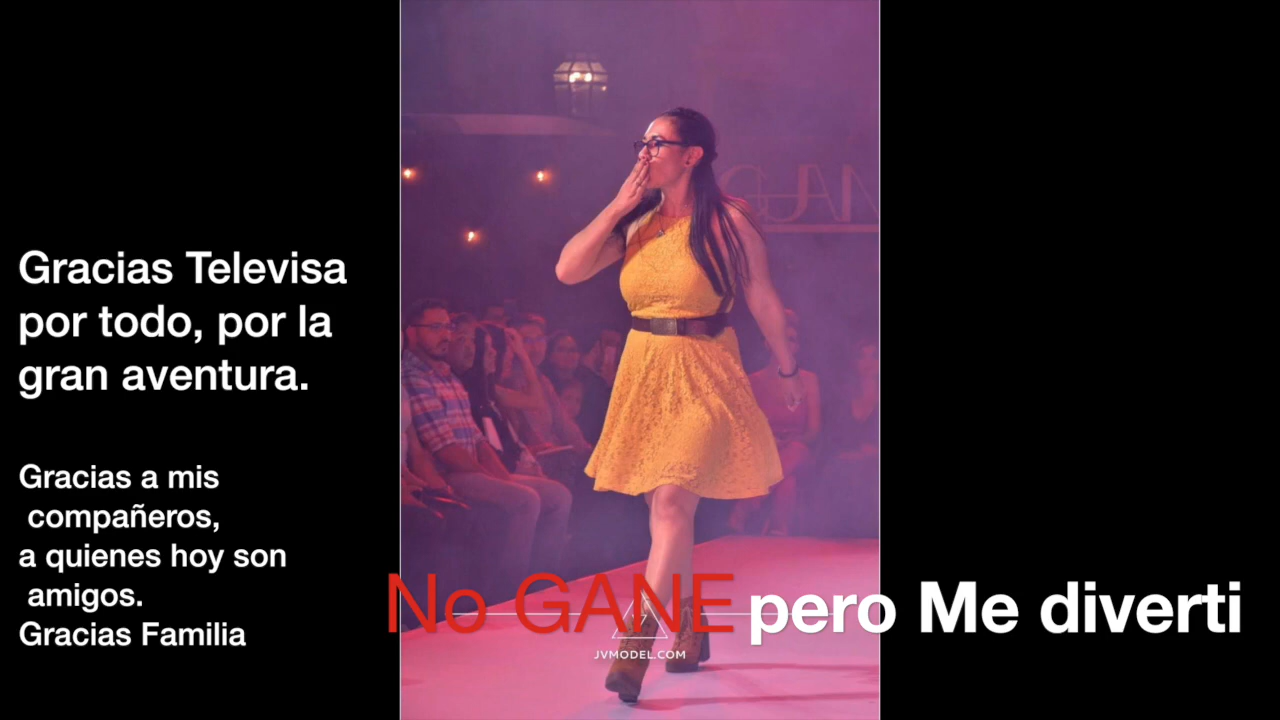 Gracias Televisa
por todo, por la
gran aventura.
Gracias a mis
compañeros,
a quienes hoy son
amigos.
Gracias Familia
No GANE pero Me diverti
JVMODEL.COM